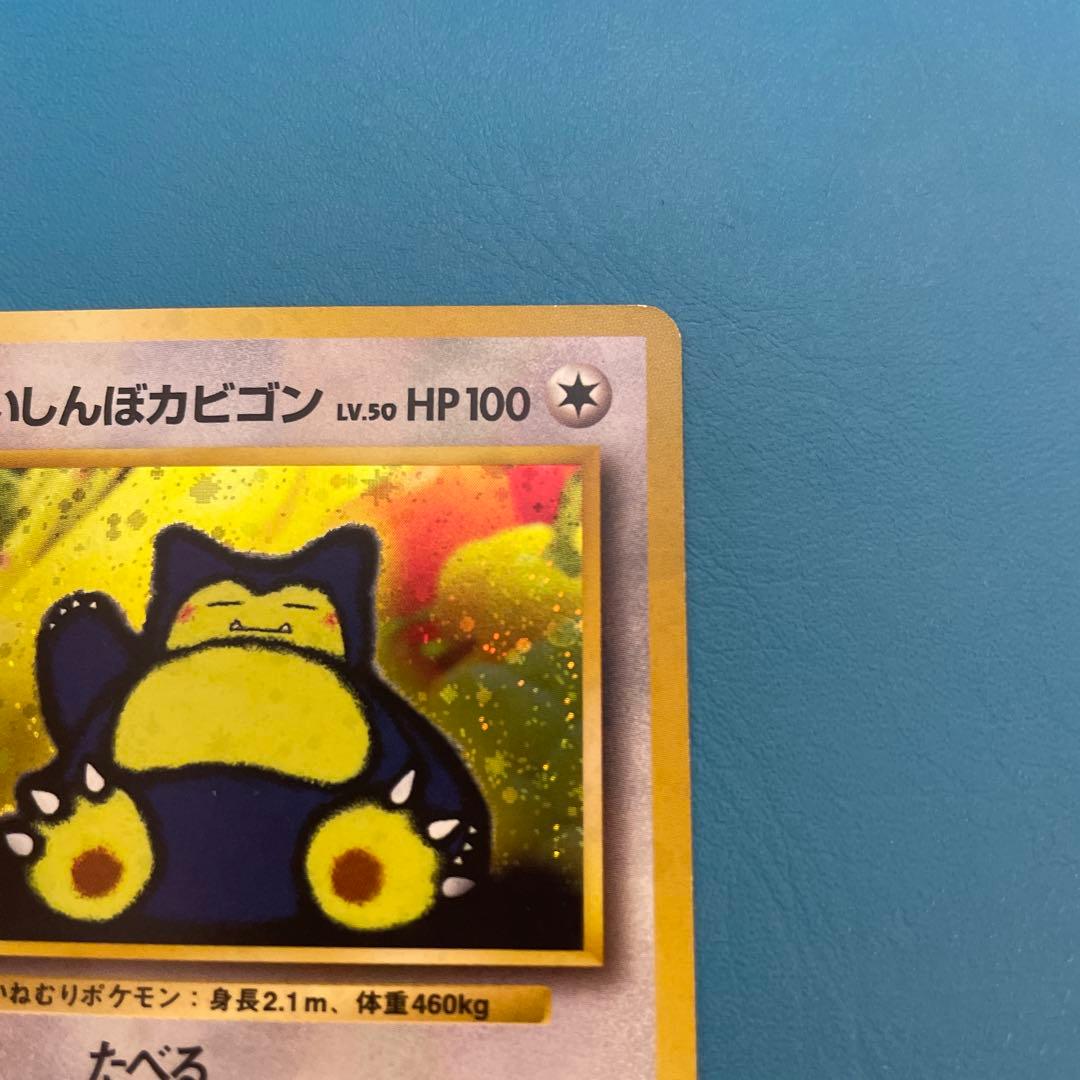 いしんぼカビゴン LV.50 HP100
いねむりポケモン：身長2.1m、体重460kg
たべる